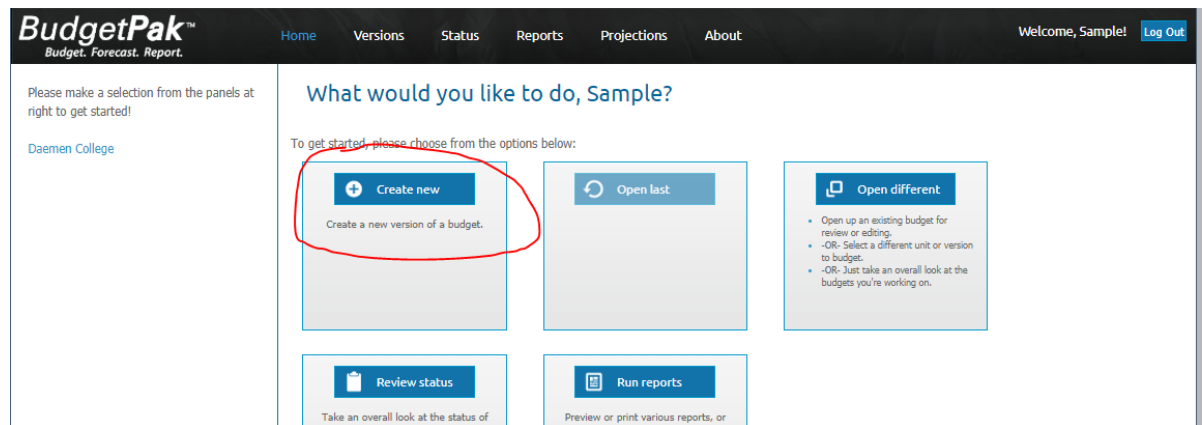 BudgetPak™
Budget. Forecast. Report.
Home Versions Status Reports Projections About
Welcome, Sample! Log Out
Please make a selection from the panels at
right to get started!
Daemen College
What would you like to do, Sample?
To get started, please choose from the options below:
Create new
Create a new version of a budget.
Open last
Open different
Open up an existing budget for
review or editing.
-OR- Select a different unit or version
to budget.
-OR- Just take an overall look at the
budgets you're working on.
Review status
Take an overall look at the status of
Run reports
Preview or print various reports, or